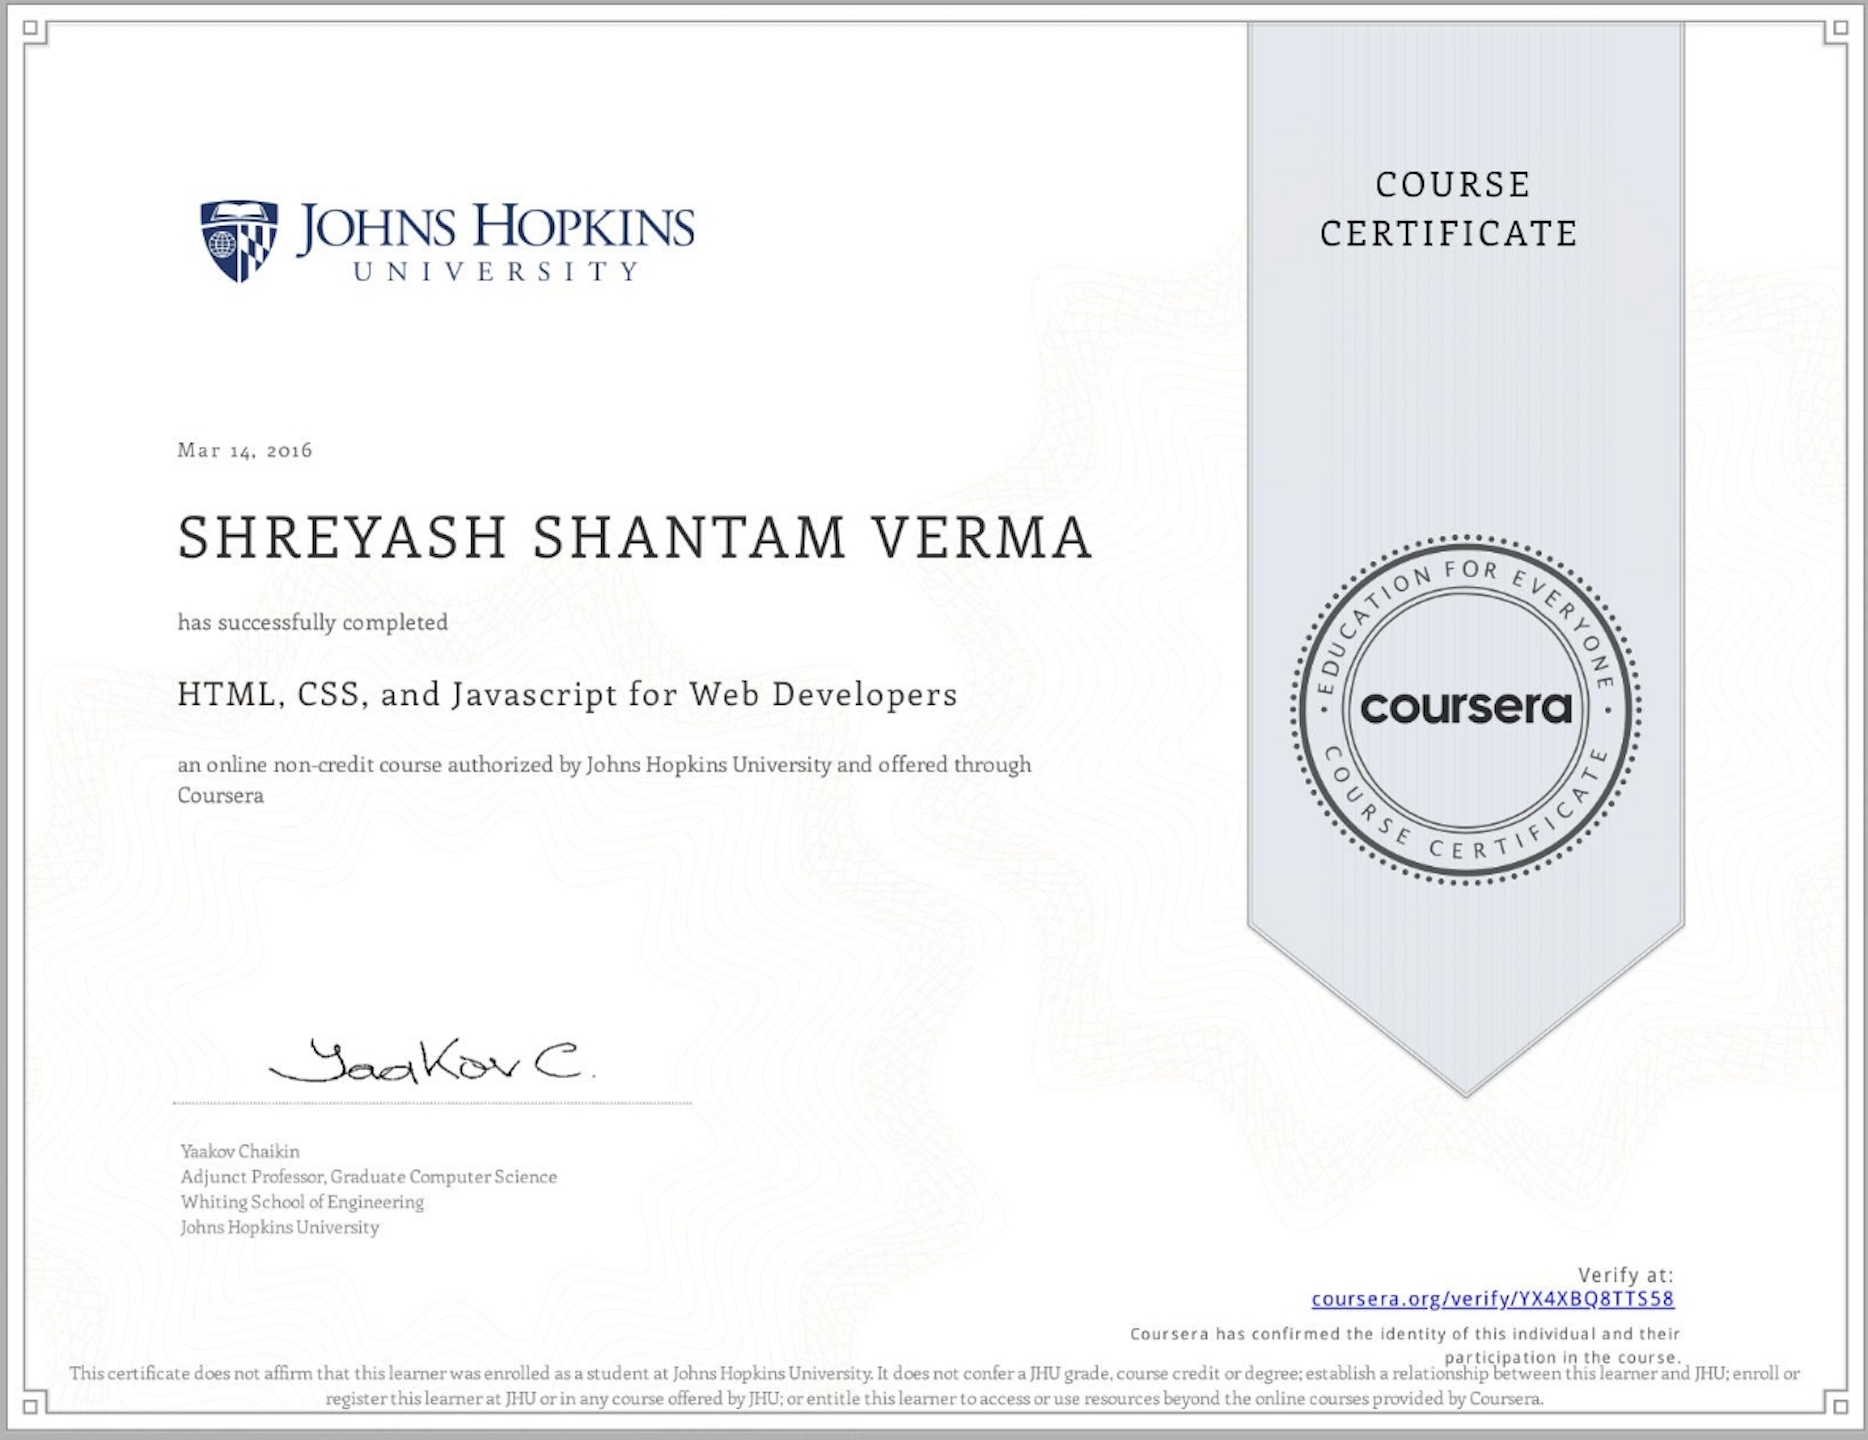 JOHNS HOPKINS
UNIVERSITY
COURSE
CERTIFICATE
Mar 14, 2016
SHREYASH SHANTAM VERMA
has successfully completed
HTML, CSS, and Javascript for Web Developers
an online non-credit course authorized by Johns Hopkins University and offered through
Coursera
EDUCATION FOR EVERYONE
coursera
COURSE CERTIFICATE
Yaakov C.
Yaakov Chaikin
Adjunct Professor, Graduate Computer Science
Whiting School of Engineering
Johns Hopkins University
Verify at:
coursera.org/verify/YX4XBQ8TTS58
Coursera has confirmed the identity of this individual and their
participation in the course.
This certificate does not affirm that this learner was enrolled as a student at Johns Hopkins University. It does not confer a JHU grade, course credit or degree; establish a relationship between this learner and JHU; enroll or
register this learner at JHU or in any course offered by JHU; or entitle this learner to access or use resources beyond the online courses provided by Coursera.